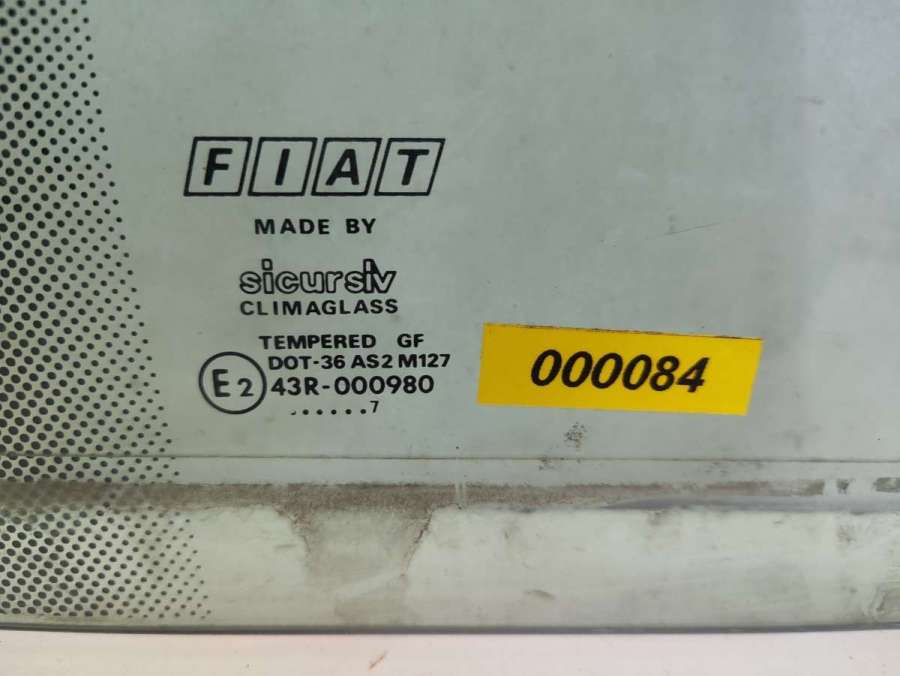 FIAT
MADE BY
sicursiv
CLIMAGLASS
TEMPERED GF
DOT-36 AS2 M127
E2 43R-000980
......7
000084